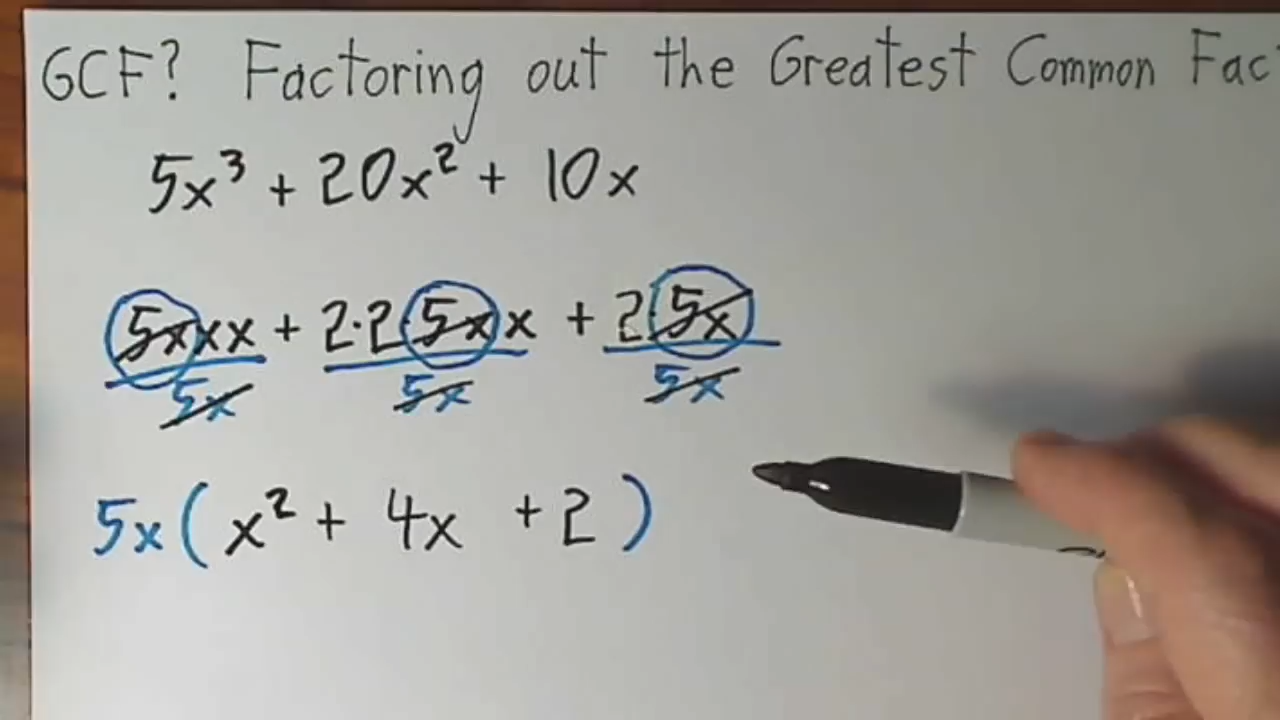 GCF? Factoring out the Greatest Common Fac
5x³ + 20x² + 10x
5xxx + 2·2·5xx + 2·5x
5x 5x 5x
5x(x² + 4x + 2)